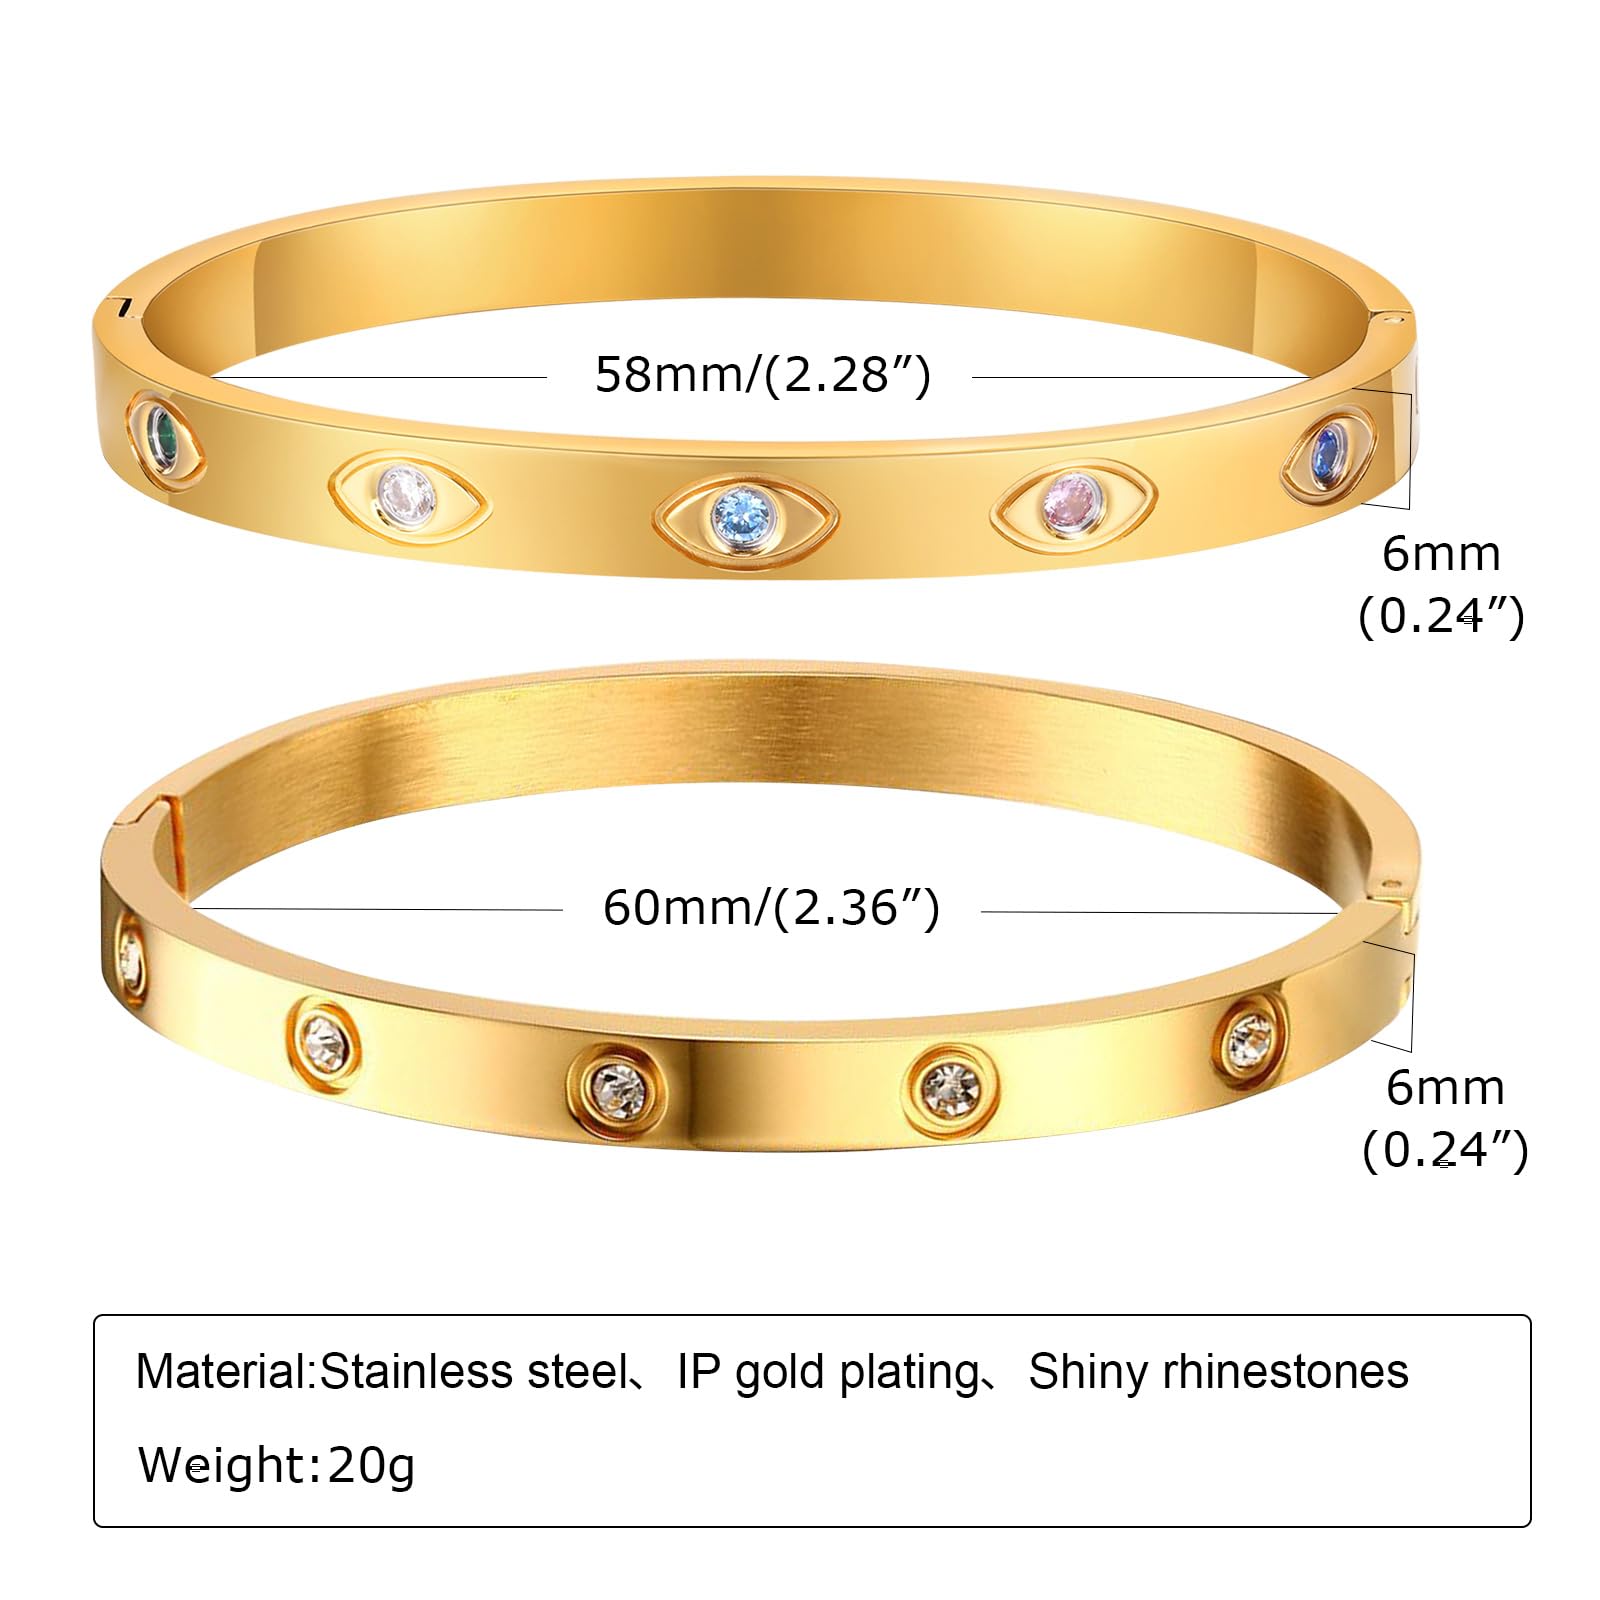 58mm/(2.28″)
6mm
(0.24″)
60mm/(2.36″)
6mm
(0.24″)
Material:Stainless steel、IP gold plating、Shiny rhinestones
Weight:20g